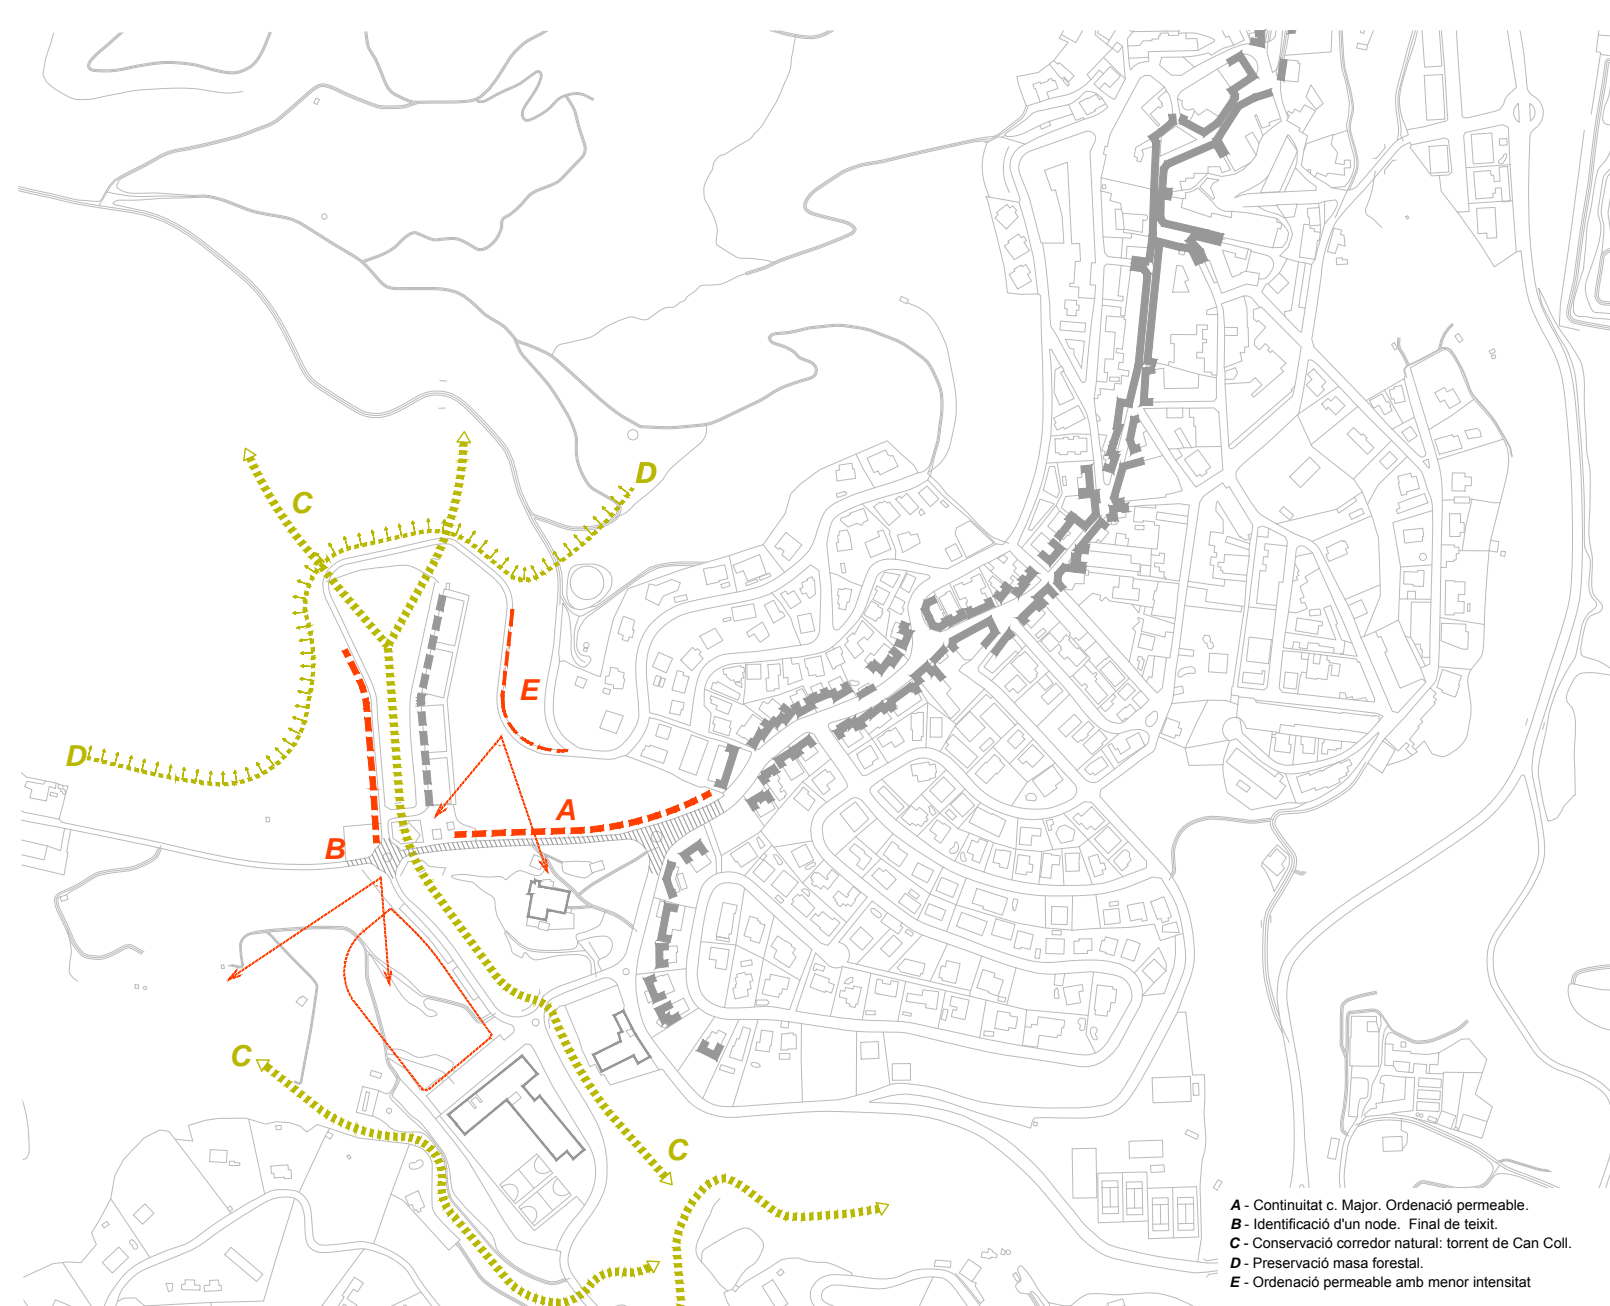 D
C
E
D
A
B
C
C
A - Continuitat c. Major. Ordenació permeable.
B - Identificació d'un node. Final de teixit.
C - Conservació corredor natural: torrent de Can Coll.
D - Preservació masa forestal.
E - Ordenació permeable amb menor intensitat